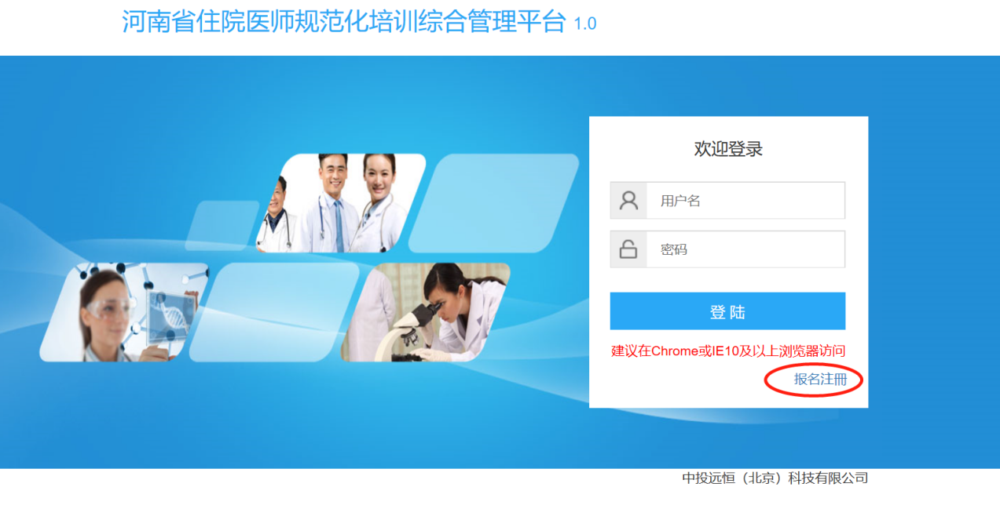 河南省住院医师规范化培训综合管理平台 1.0
欢迎登录
用户名
密码
登 陆
建议在Chrome或IE10及以上浏览器访问
报名注册
中投远恒（北京）科技有限公司